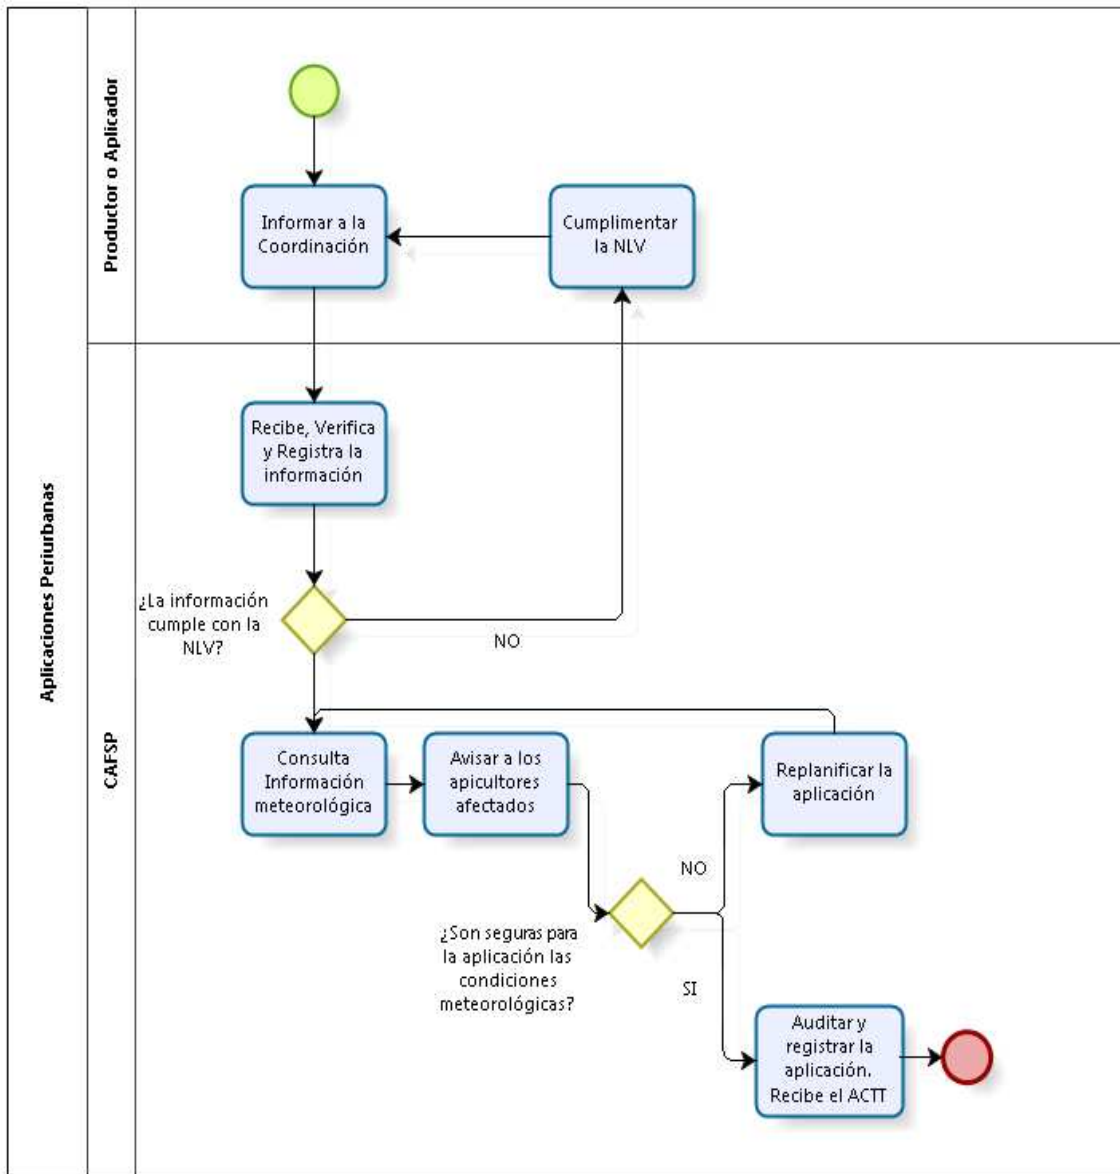 Aplicaciones Periurbanas
Productor o Aplicador
Informar a la
Coordinación
Cumplimentar
la NLV
CAFSP
Recibe, Verifica
y Registra la
información
¿La información
cumple con la
NLV?
NO
Consulta
Información
meteorológica
Avisar a los
apicultores
afectados
Replanificar la
aplicación
NO
¿Son seguras para
la aplicación las
condiciones
meteorológicas?
SI
Auditar y
registrar la
aplicación.
Recibe el ACTT